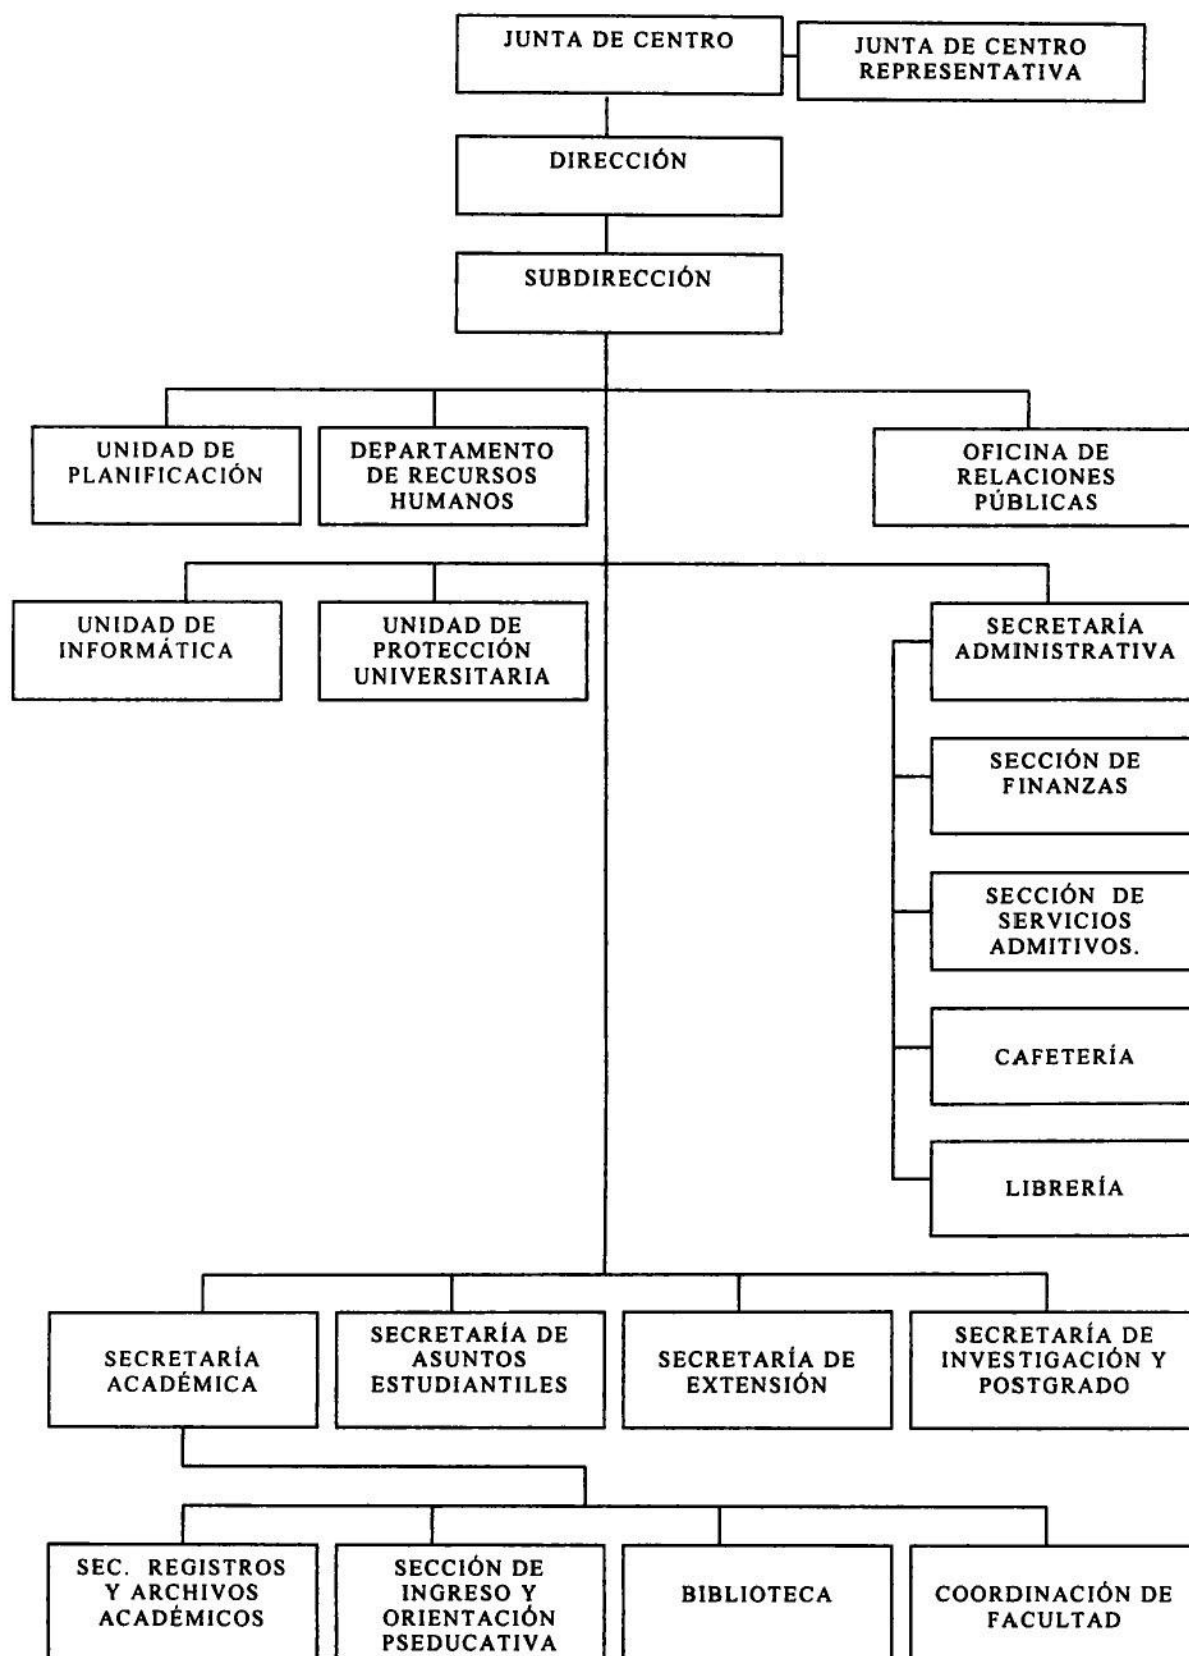 JUNTA DE CENTRO
JUNTA DE CENTRO
REPRESENTATIVA
DIRECCIÓN
SUBDIRECCIÓN
UNIDAD DE
PLANIFICACIÓN
DEPARTAMENTO
DE RECURSOS
HUMANOS
OFICINA DE
RELACIONES
PÚBLICAS
UNIDAD DE
INFORMÁTICA
UNIDAD DE
PROTECCIÓN
UNIVERSITARIA
SECRETARÍA
ADMINISTRATIVA
SECCIÓN DE
FINANZAS
SECCIÓN DE
SERVICIOS
ADMITIVOS.
CAFETERÍA
LIBRERÍA
SECRETARÍA
ACADÉMICA
SECRETARÍA DE
ASUNTOS
ESTUDIANTILES
SECRETARÍA DE
EXTENSIÓN
SECRETARÍA DE
INVESTIGACIÓN Y
POSTGRADO
SEC. REGISTROS
Y ARCHIVOS
ACADÉMICOS
SECCIÓN DE
INGRESO Y
ORIENTACIÓN
PSEDUCATIVA
BIBLIOTECA
COORDINACIÓN DE
FACULTAD